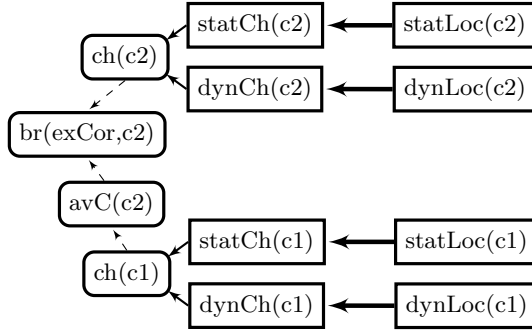 statCh(c2) statLoc(c2)
ch(c2)
dynCh(c2) dynLoc(c2)
br(exCor,c2)
avC(c2)
statCh(c1) statLoc(c1)
ch(c1)
dynCh(c1) dynLoc(c1)